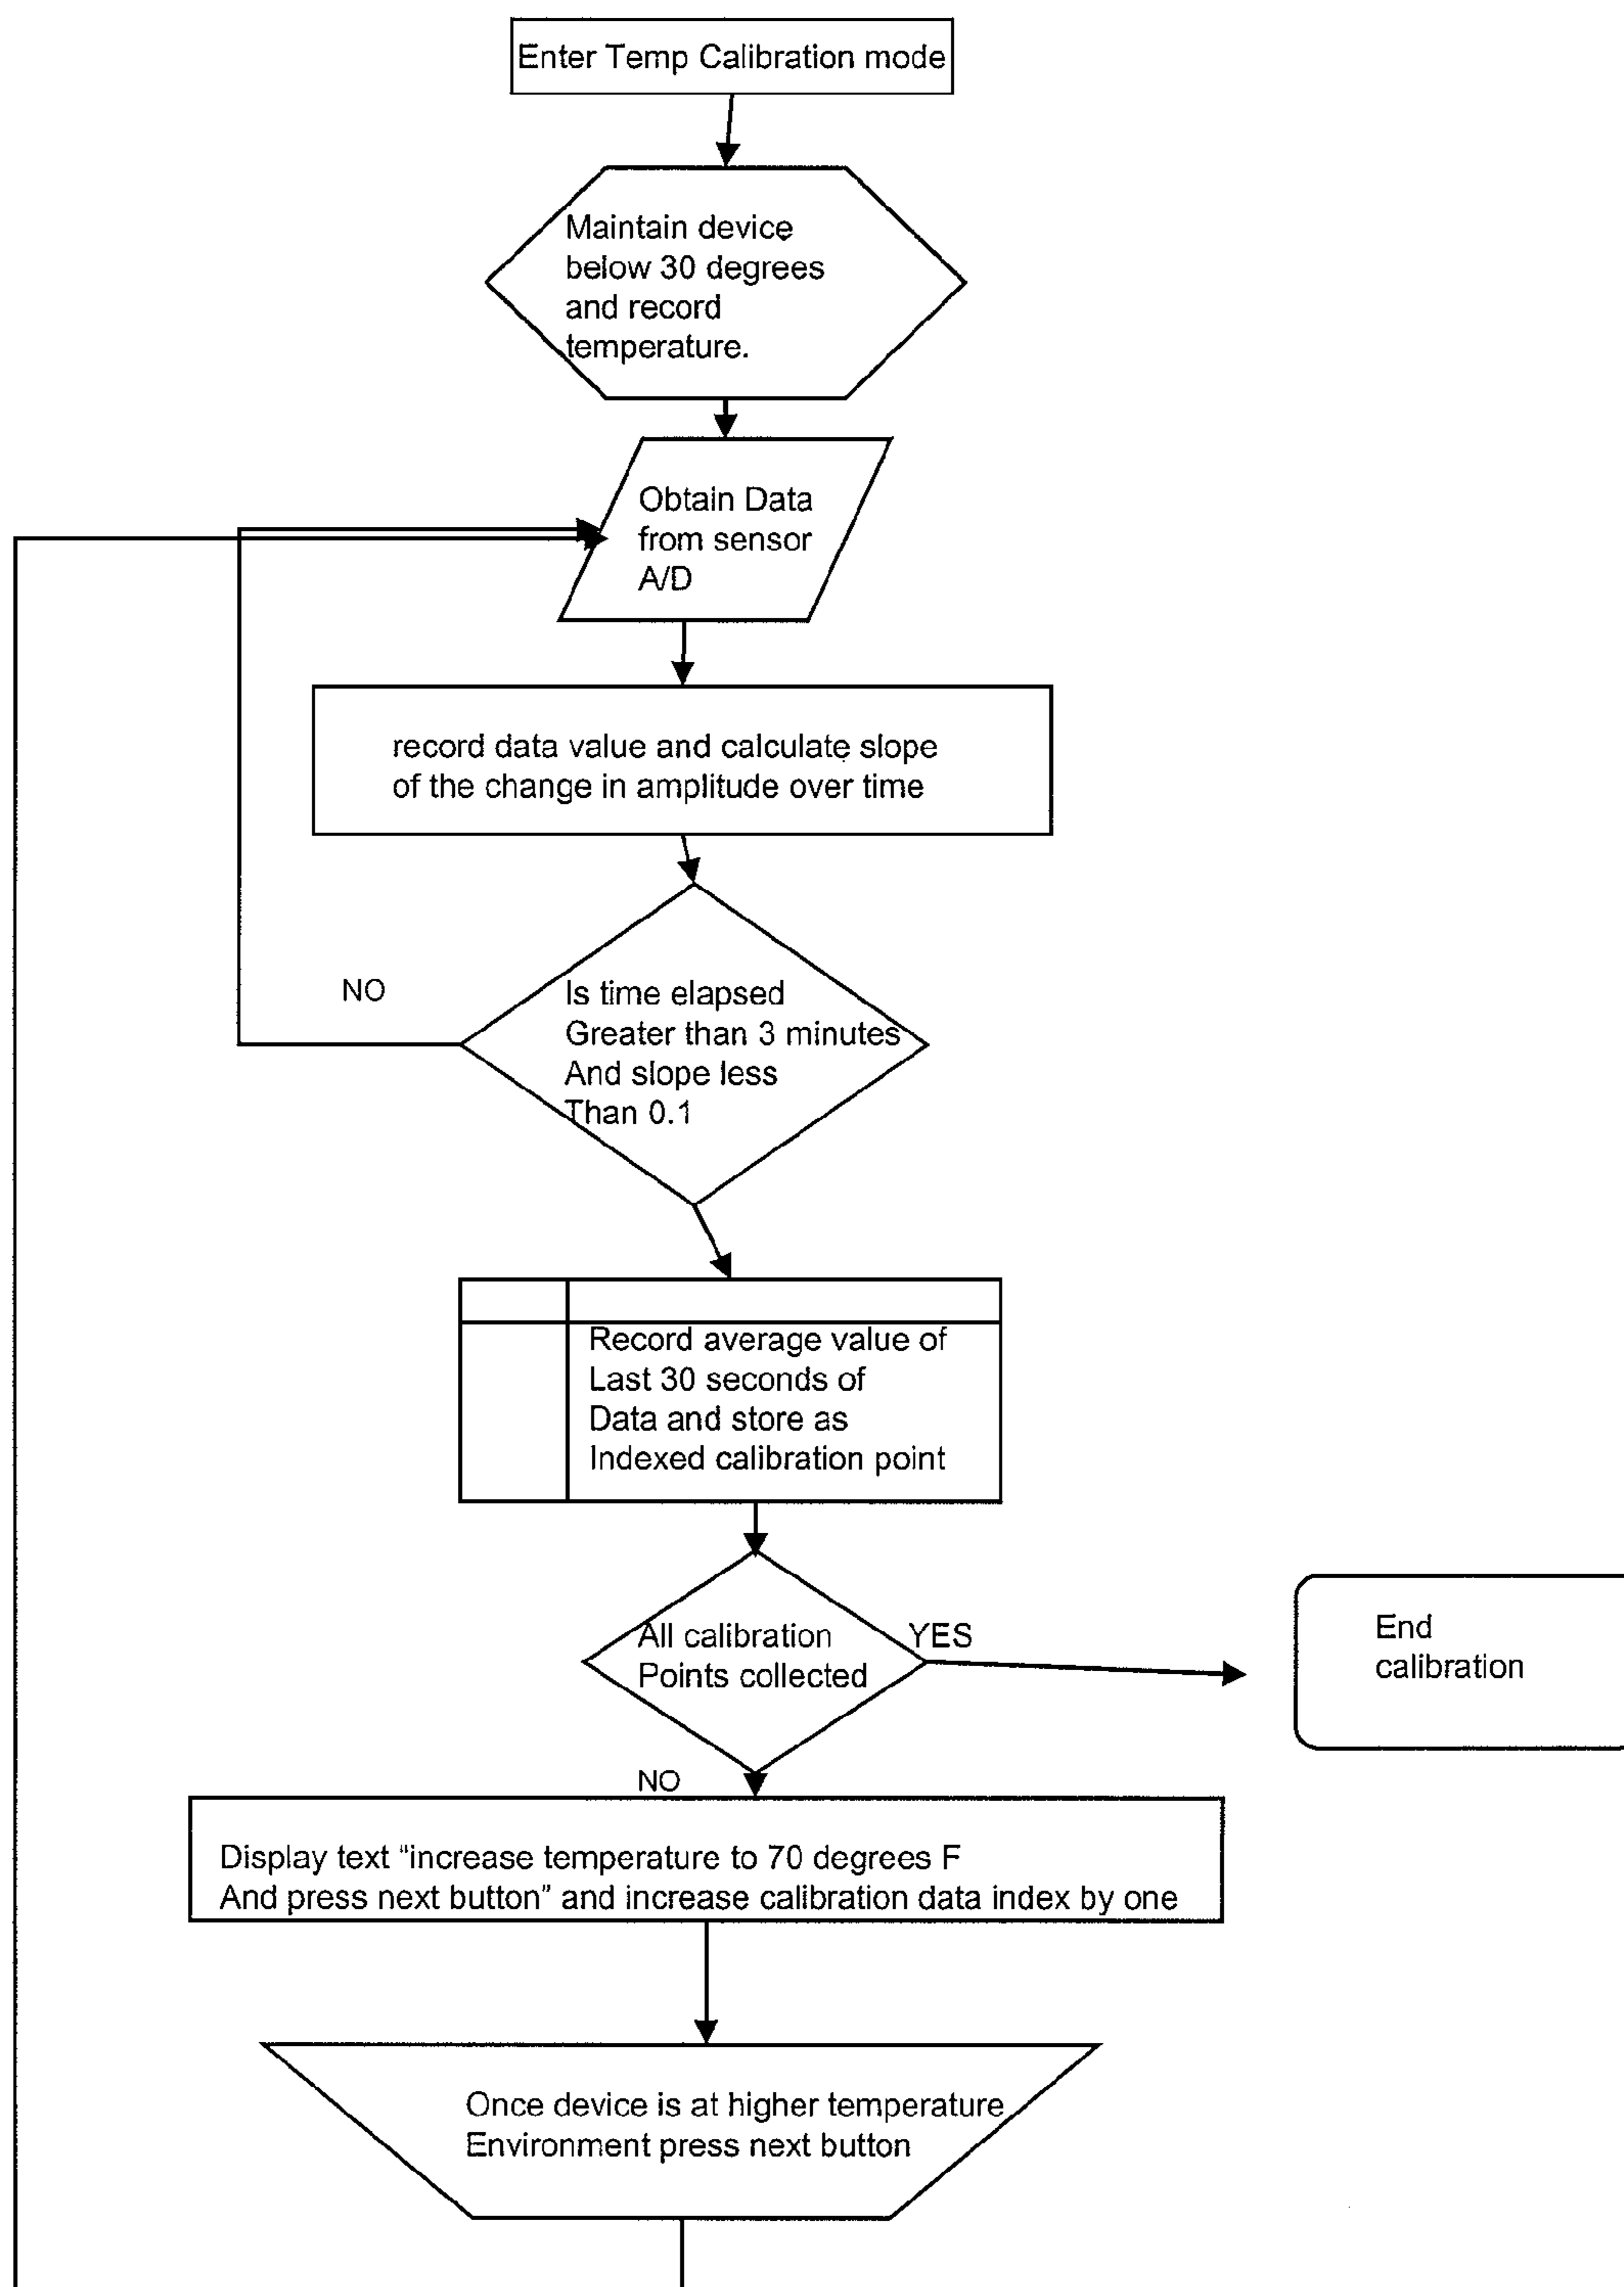 Enter Temp Calibration mode
Maintain device
below 30 degrees
and record
temperature.
Obtain Data
from sensor
A/D
record data value and calculate slope
of the change in amplitude over time
NO
Is time elapsed
Greater than 3 minutes
And slope less
Than 0.1
Record average value of
Last 30 seconds of
Data and store as
Indexed calibration point
All calibration
Points collected
YES
End
calibration
NO
Display text “increase temperature to 70 degrees F
And press next button” and increase calibration data index by one
Once device is at higher temperature
Environment press next button